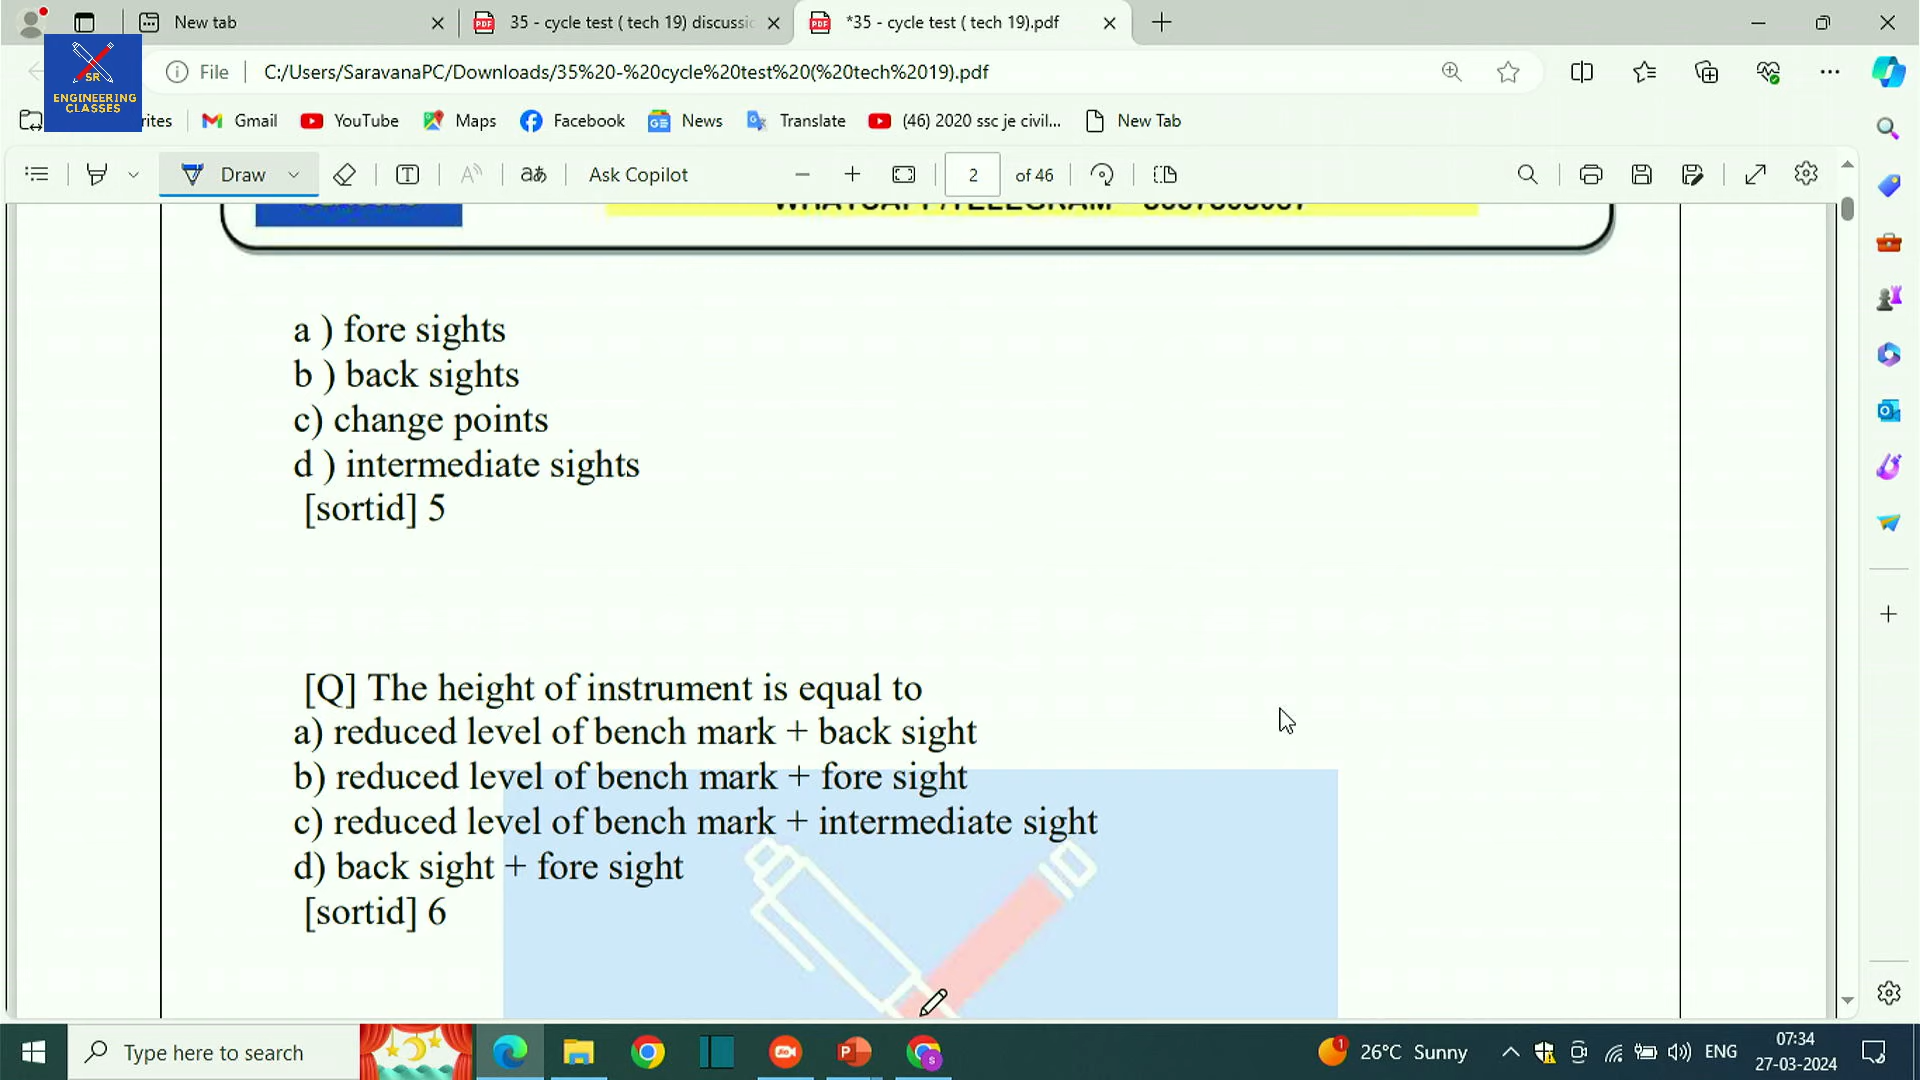 New tab
35 - cycle test ( tech 19) discussi
*35 - cycle test ( tech 19).pdf
SR
ENGINEERING
CLASSES
File
C:/Users/SaravanaPC/Downloads/35%20-%20cycle%20test%20(%20tech%2019).pdf
rites
Gmail
YouTube
Maps
Facebook
News
Translate
(46) 2020 ssc je civil...
New Tab
Draw
Ask Copilot
2
of 46
a ) fore sights
b ) back sights
c) change points
d ) intermediate sights
[sortid] 5
[Q] The height of instrument is equal to
a) reduced level of bench mark + back sight
b) reduced level of bench mark + fore sight
c) reduced level of bench mark + intermediate sight
d) back sight + fore sight
[sortid] 6
Type here to search
26°C Sunny
ENG
07:34
27-03-2024